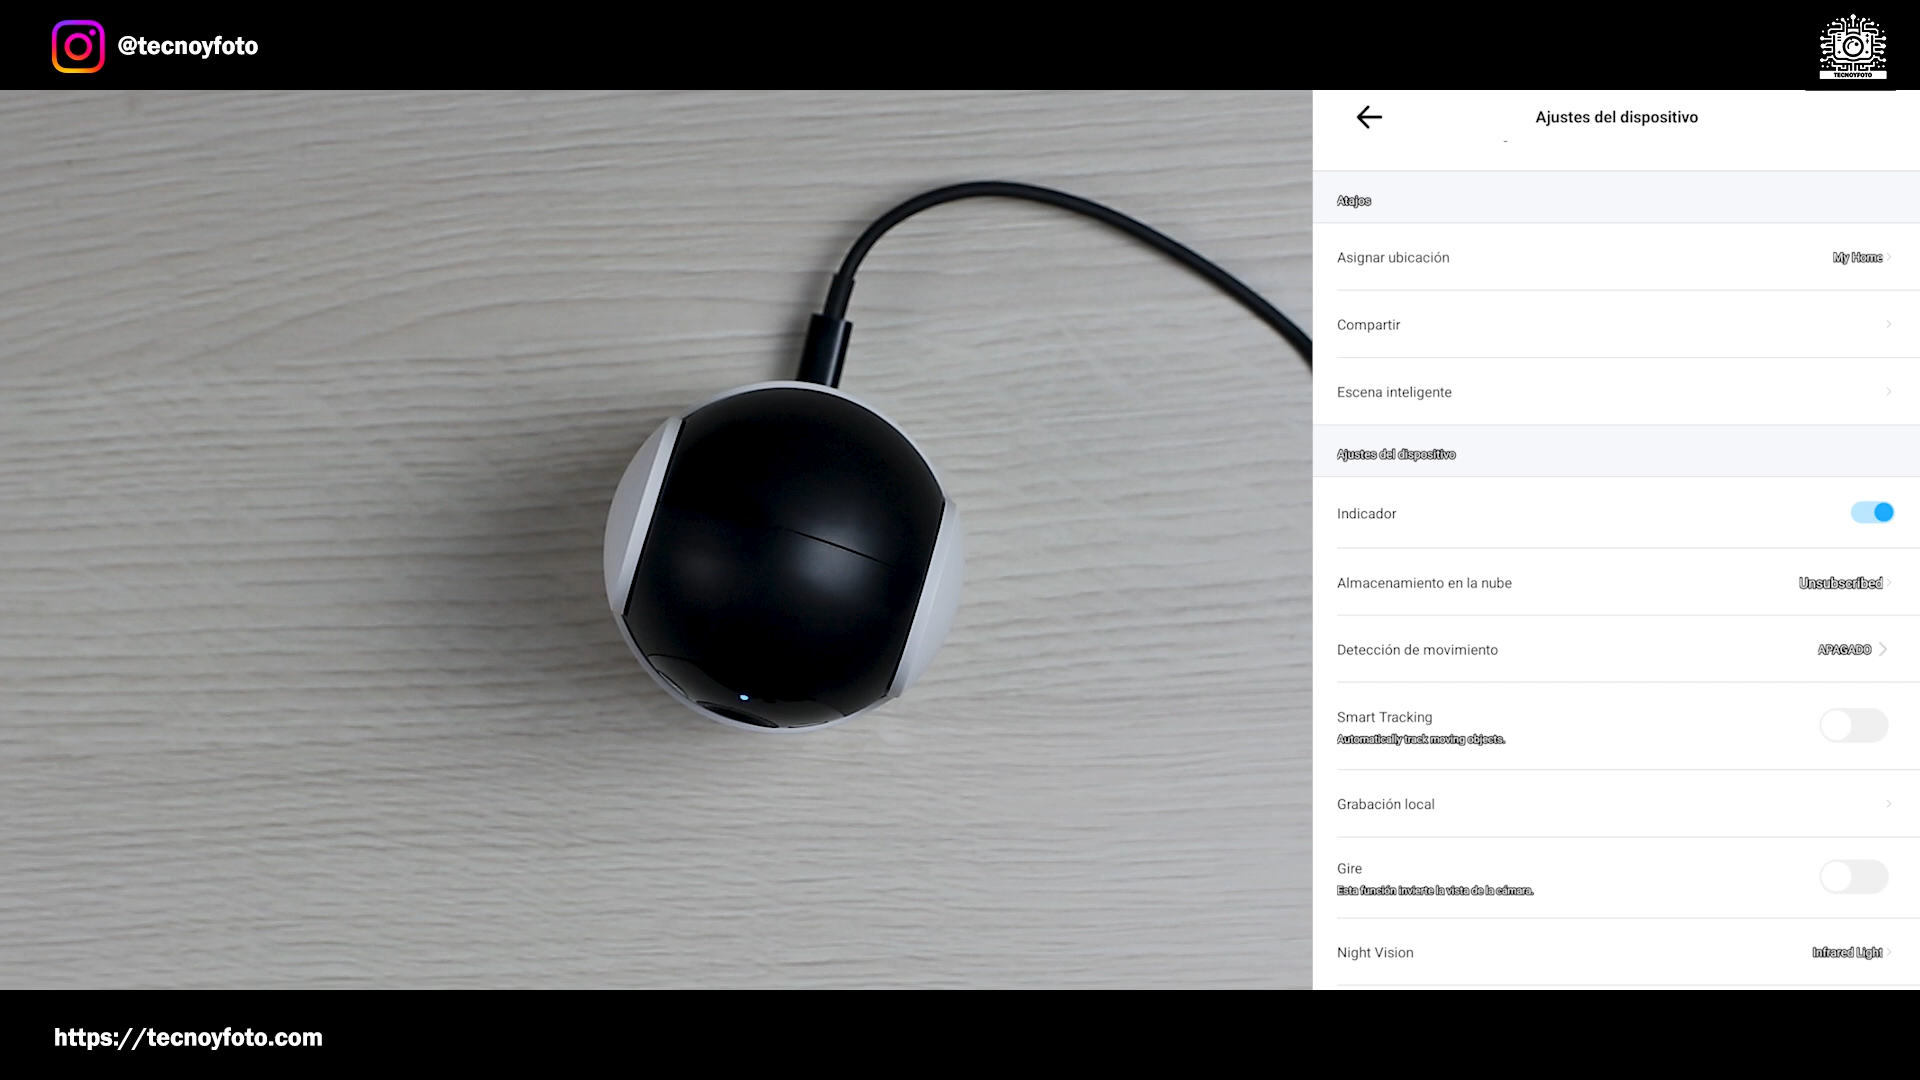 @tecnoyfoto
TECNOYFOTO
Ajustes del dispositivo
Atajos
Asignar ubicación My Home
Compartir
Escena inteligente
Ajustes del dispositivo
Indicador
Almacenamiento en la nube Unsubscribed
Detección de movimiento APAGADO
Smart Tracking
Automatically track moving objects.
Grabación local
Gire
Esta función invierte la vista de la cámara.
Night Vision Infrared Light
https://tecnoyfoto.com